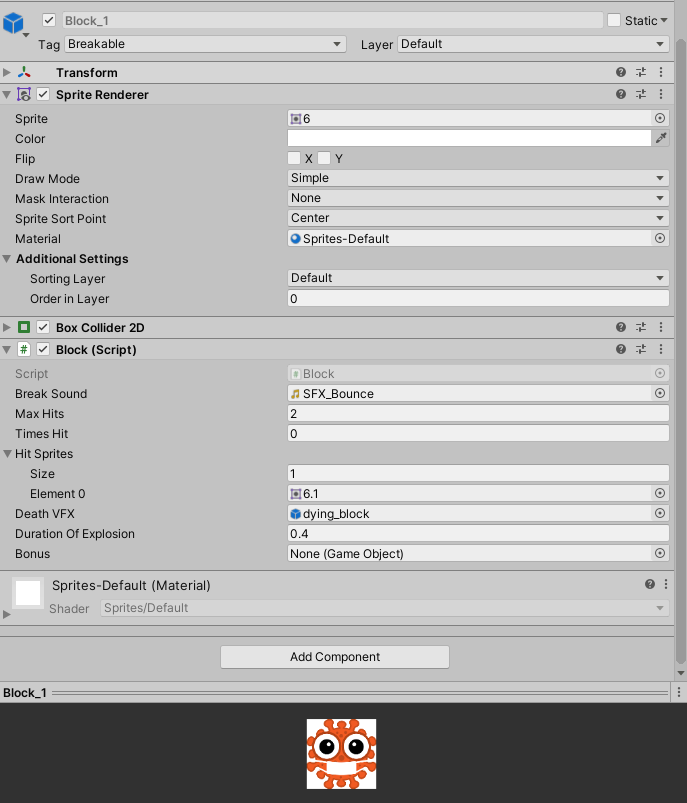 Block_1
Static
Tag Breakable Layer Default
Transform
Sprite Renderer
Sprite 6
Color
Flip X Y
Draw Mode Simple
Mask Interaction None
Sprite Sort Point Center
Material Sprites-Default
Additional Settings
Sorting Layer Default
Order in Layer 0
Box Collider 2D
# Block (Script)
Script # Block
Break Sound SFX_Bounce
Max Hits 2
Times Hit 0
Hit Sprites
Size 1
Element 0 6.1
Death VFX dying_block
Duration Of Explosion 0.4
Bonus None (Game Object)
Sprites-Default (Material)
Shader Sprites/Default
Add Component
Block_1